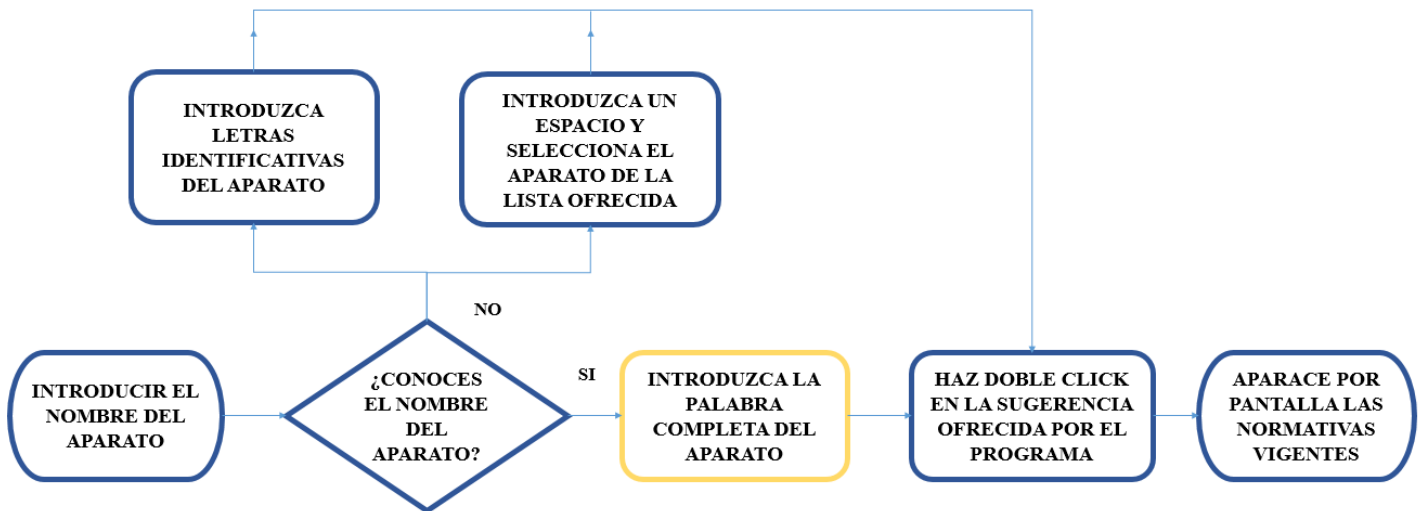 INTRODUZCA
LETRAS
IDENTIFICATIVAS
DEL APARATO
INTRODUZCA UN
ESPACIO Y
SELECCIONA EL
APARATO DE LA
LISTA OFRECIDA
NO
INTRODUCIR EL
NOMBRE DEL
APARATO
¿CONOCES
EL NOMBRE
DEL
APARATO?
SI
INTRODUZCA LA
PALABRA
COMPLETA DEL
APARATO
HAZ DOBLE CLICK
EN LA SUGERENCIA
OFRECIDA POR EL
PROGRAMA
APARACE POR
PANTALLA LAS
NORMATIVAS
VIGENTES